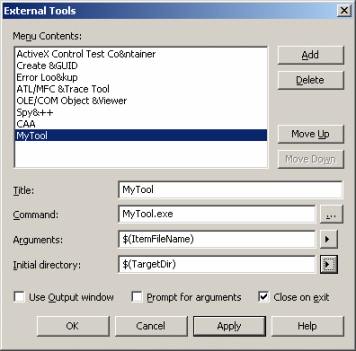 External Tools
Menu Contents:
ActiveX Control Test Co&ntainer
Create &GUID
Error Loo&kup
ATL/MFC &Trace Tool
OLE/COM Object &Viewer
Spy&++
CAA
MyTool
Add
Delete
Move Up
Move Down
Title:
MyTool
Command:
MyTool.exe
...
Arguments:
$(ItemFileName)
Initial directory:
$(TargetDir)
Use Output window
Prompt for arguments
Close on exit
OK
Cancel
Apply
Help